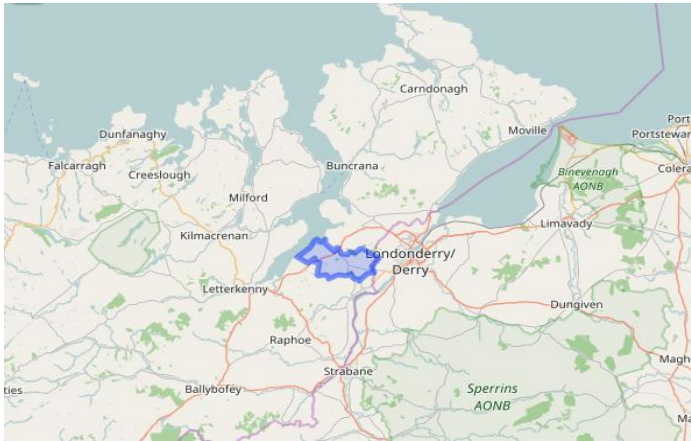 Carndonagh
Dunfanaghy
Moville
Port
Portstewar
Falcarragh
Creeslough
Buncrana
Binevenagh
AONB
Colera
Milford
Limavady
Kilmacrenan
Londonderry/
Derry
Letterkenny
Dungiven
Raphoe
Magh
Strabane
ties
Ballybofey
Sperrins
AONB
Ma